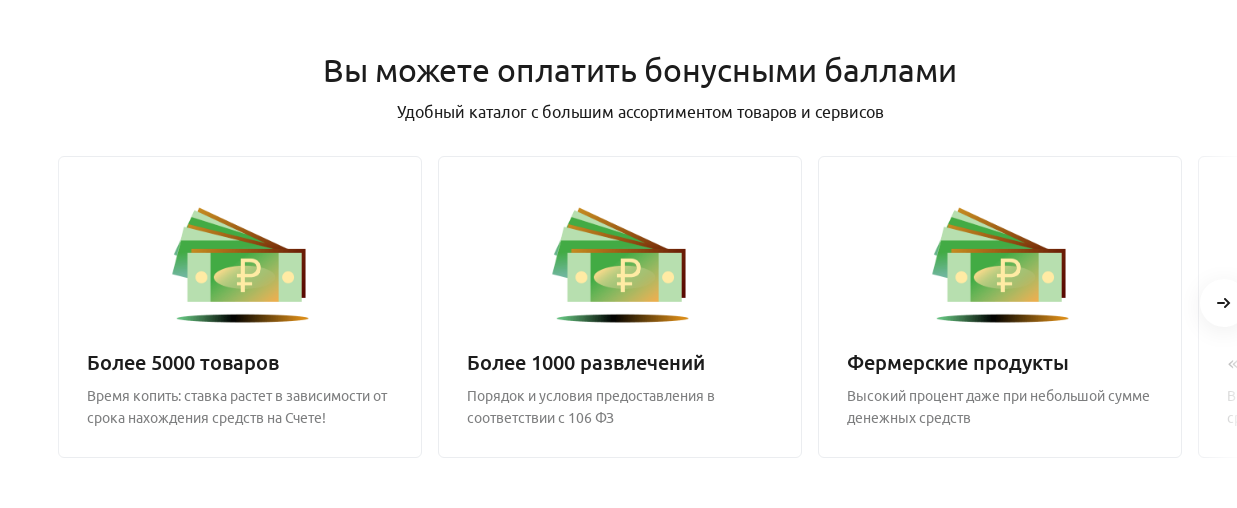 Вы можете оплатить бонусными баллами
Удобный каталог с большим ассортиментом товаров и сервисов
Более 5000 товаров
Время копить: ставка растет в зависимости от
срока нахождения средств на Счете!
Более 1000 развлечений
Порядок и условия предоставления в
соответствии с 106 ФЗ
Фермерские продукты
Высокий процент даже при небольшой сумме
денежных средств